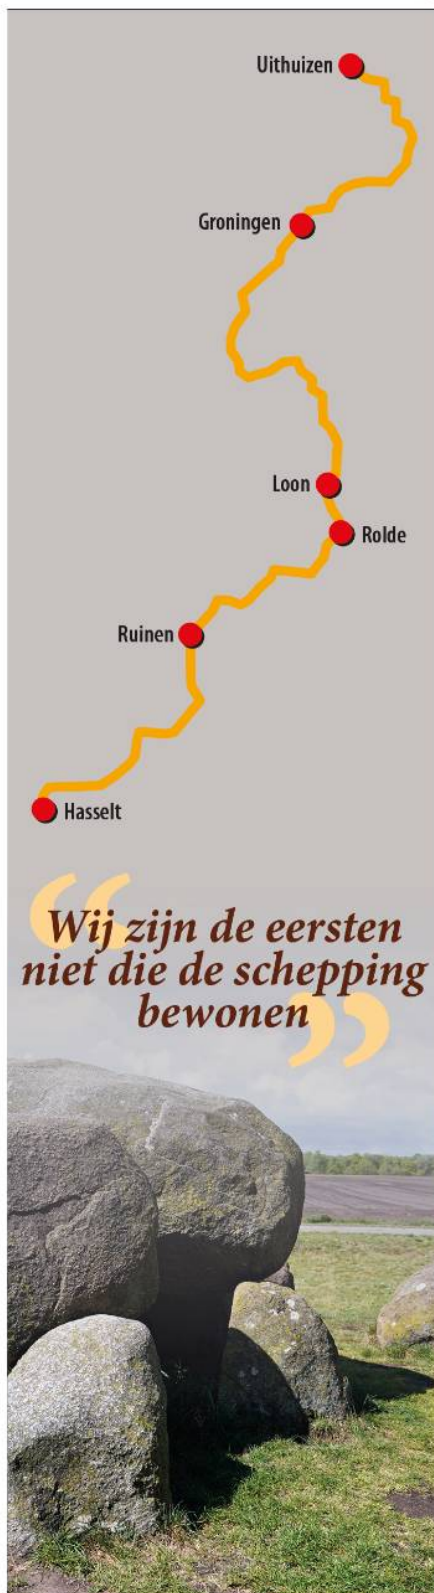 Uithuizen
Groningen
Loon
Rolde
Ruinen
Hasselt
“Wij zijn de eersten
niet die de schepping
bewonen”